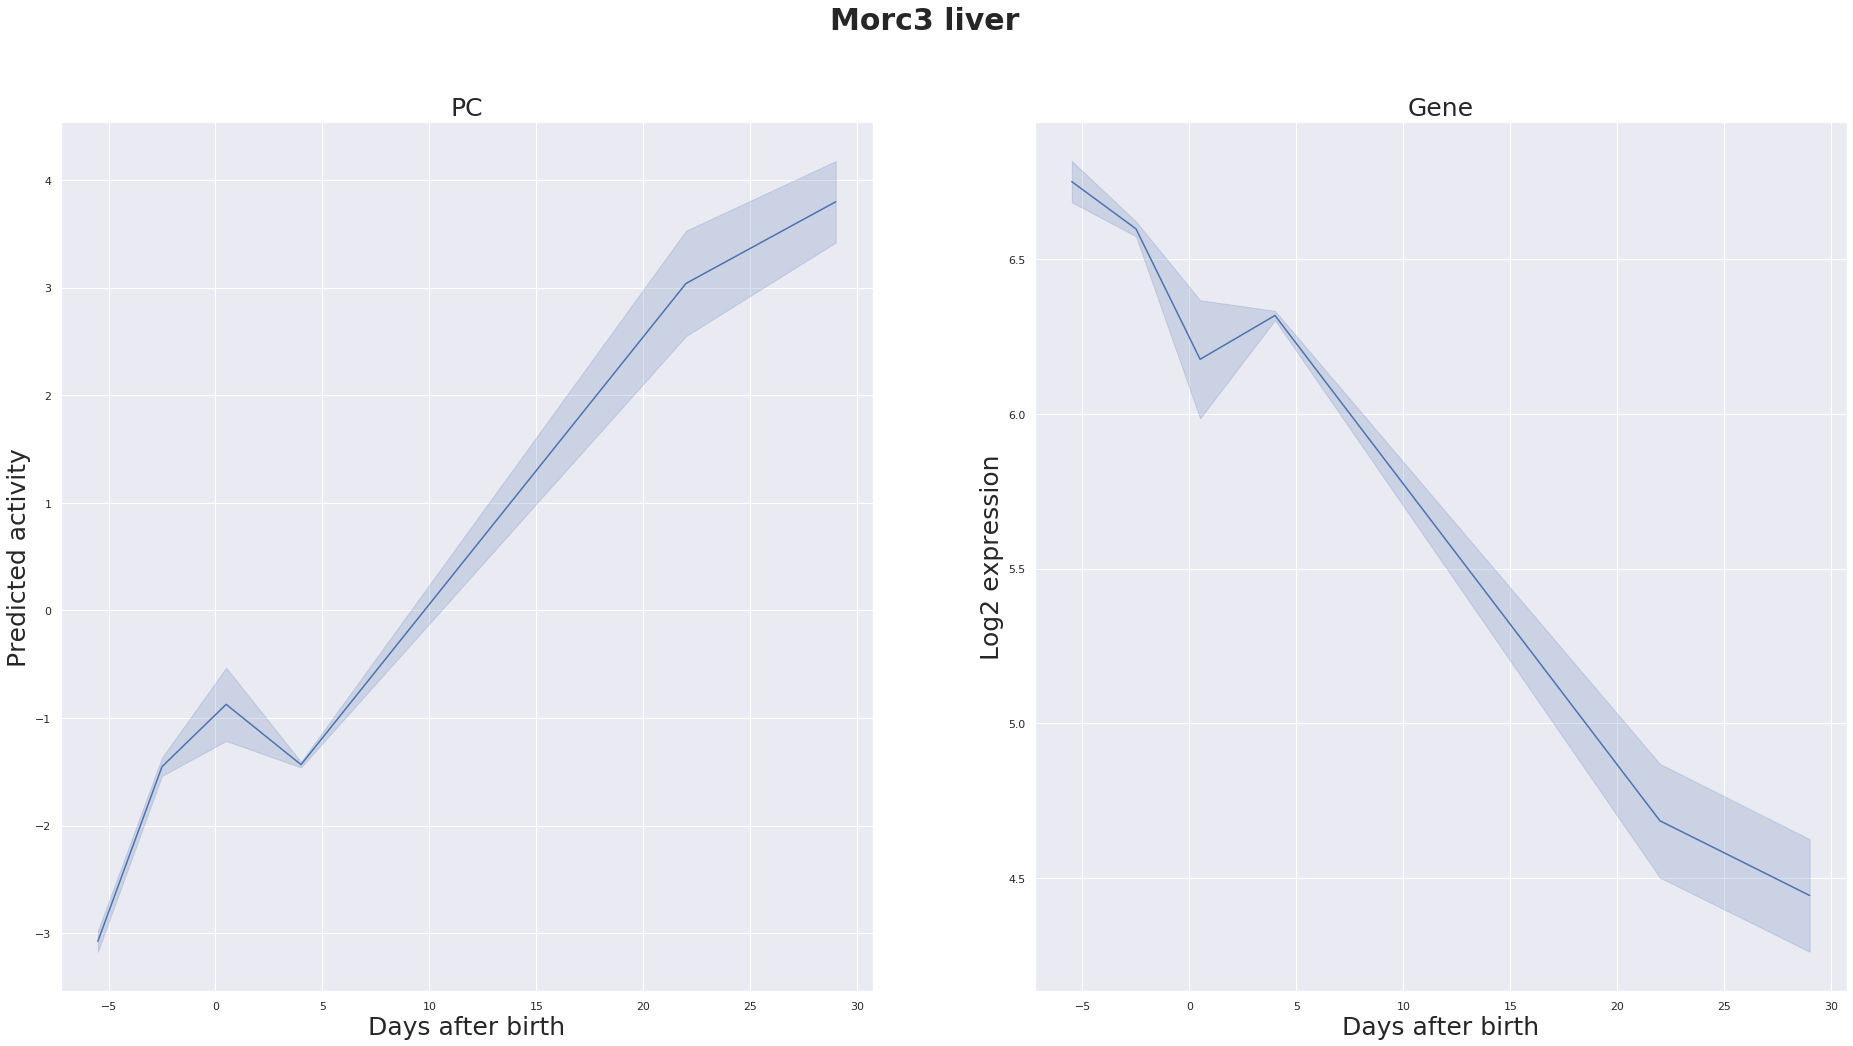 Morc3 liver
PC
Predicted activity
4
3
2
1
0
−1
−2
−3
−5 0 5 10 15 20 25 30
Days after birth
Gene
Log2 expression
6.5
6.0
5.5
5.0
4.5
−5 0 5 10 15 20 25 30
Days after birth